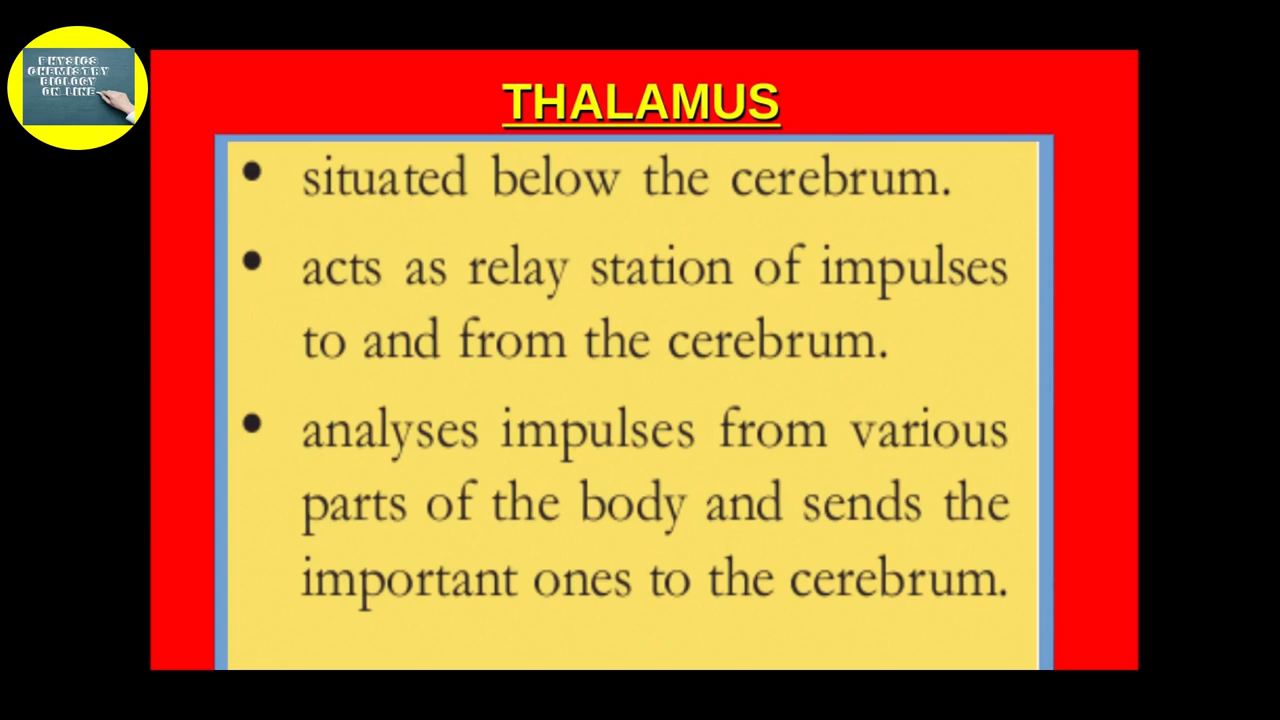 PHYSICS
CHEMISTRY
BIOLOGY
ON LINE
THALAMUS
• situated below the cerebrum.
• acts as relay station of impulses
to and from the cerebrum.
• analyses impulses from various
parts of the body and sends the
important ones to the cerebrum.